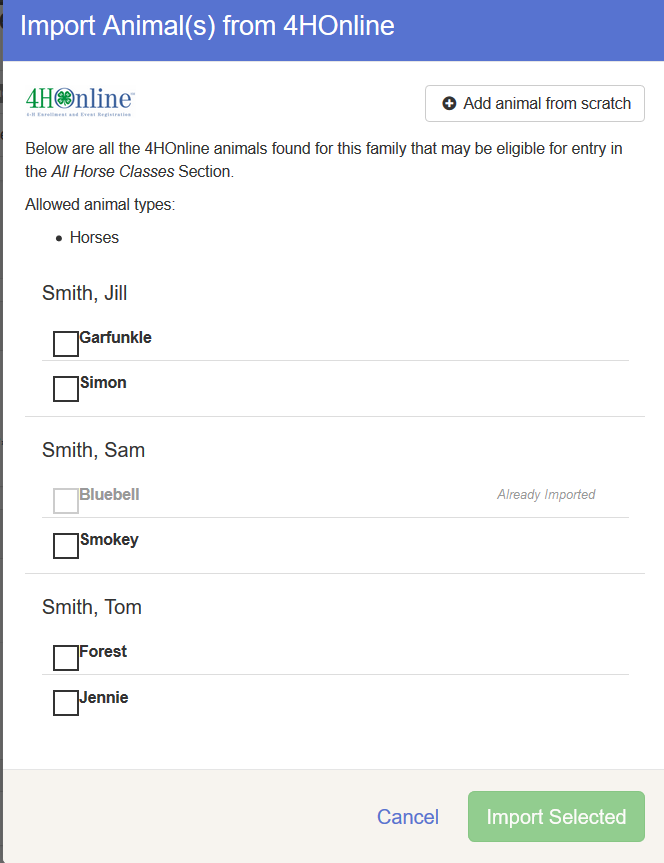 Import Animal(s) from 4HOnline
4HOnline™
4-H Enrollment and Event Registration
Add animal from scratch
Below are all the 4HOnline animals found for this family that may be eligible for entry in
the All Horse Classes Section.
Allowed animal types:
• Horses
Smith, Jill
Garfunkle
Simon
Smith, Sam
Bluebell Already Imported
Smokey
Smith, Tom
Forest
Jennie
Cancel Import Selected